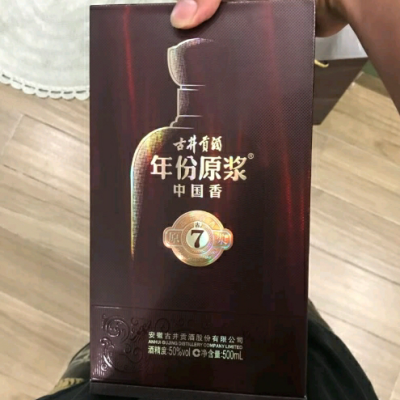 古井贡酒
年份原浆®
中国香
7
安徽古井贡酒股份有限公司
ANHUI GUJING DISTILLERY COMPANY LIMITED
酒精度:50%vol 净含量:500mL